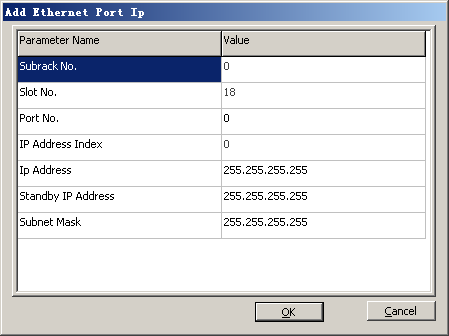 Add Ethernet Port Ip
Parameter Name Value
Subrack No. 0
Slot No. 18
Port No. 0
IP Address Index 0
Ip Address 255.255.255.255
Standby IP Address 255.255.255.255
Subnet Mask 255.255.255.255
OK Cancel